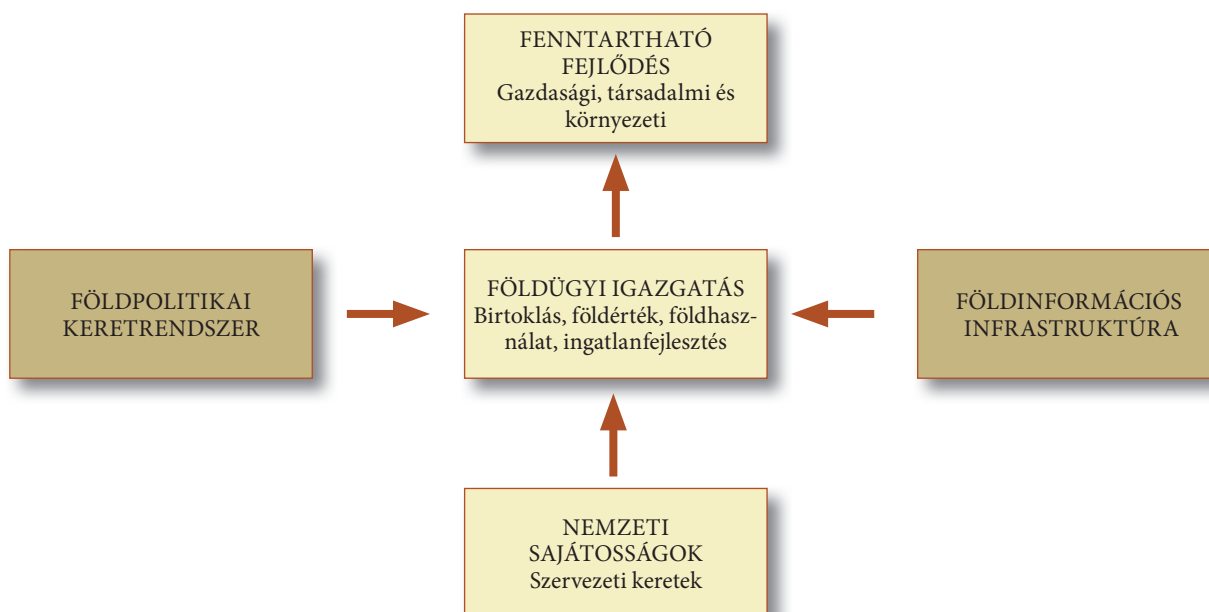 FENNTARTHATÓ
FEJLŐDÉS
Gazdasági, társadalmi és
környezeti
FÖLDPOLITIKAI
KERETRENDSZER
FÖLDÜGYI IGAZGATÁS
Birtoklás, földérték, földhasz-
nálat, ingatlanfejlesztés
FÖLDINFORMÁCIÓS
INFRASTRUKTÚRA
NEMZETI
SAJÁTOSSÁGOK
Szervezeti keretek